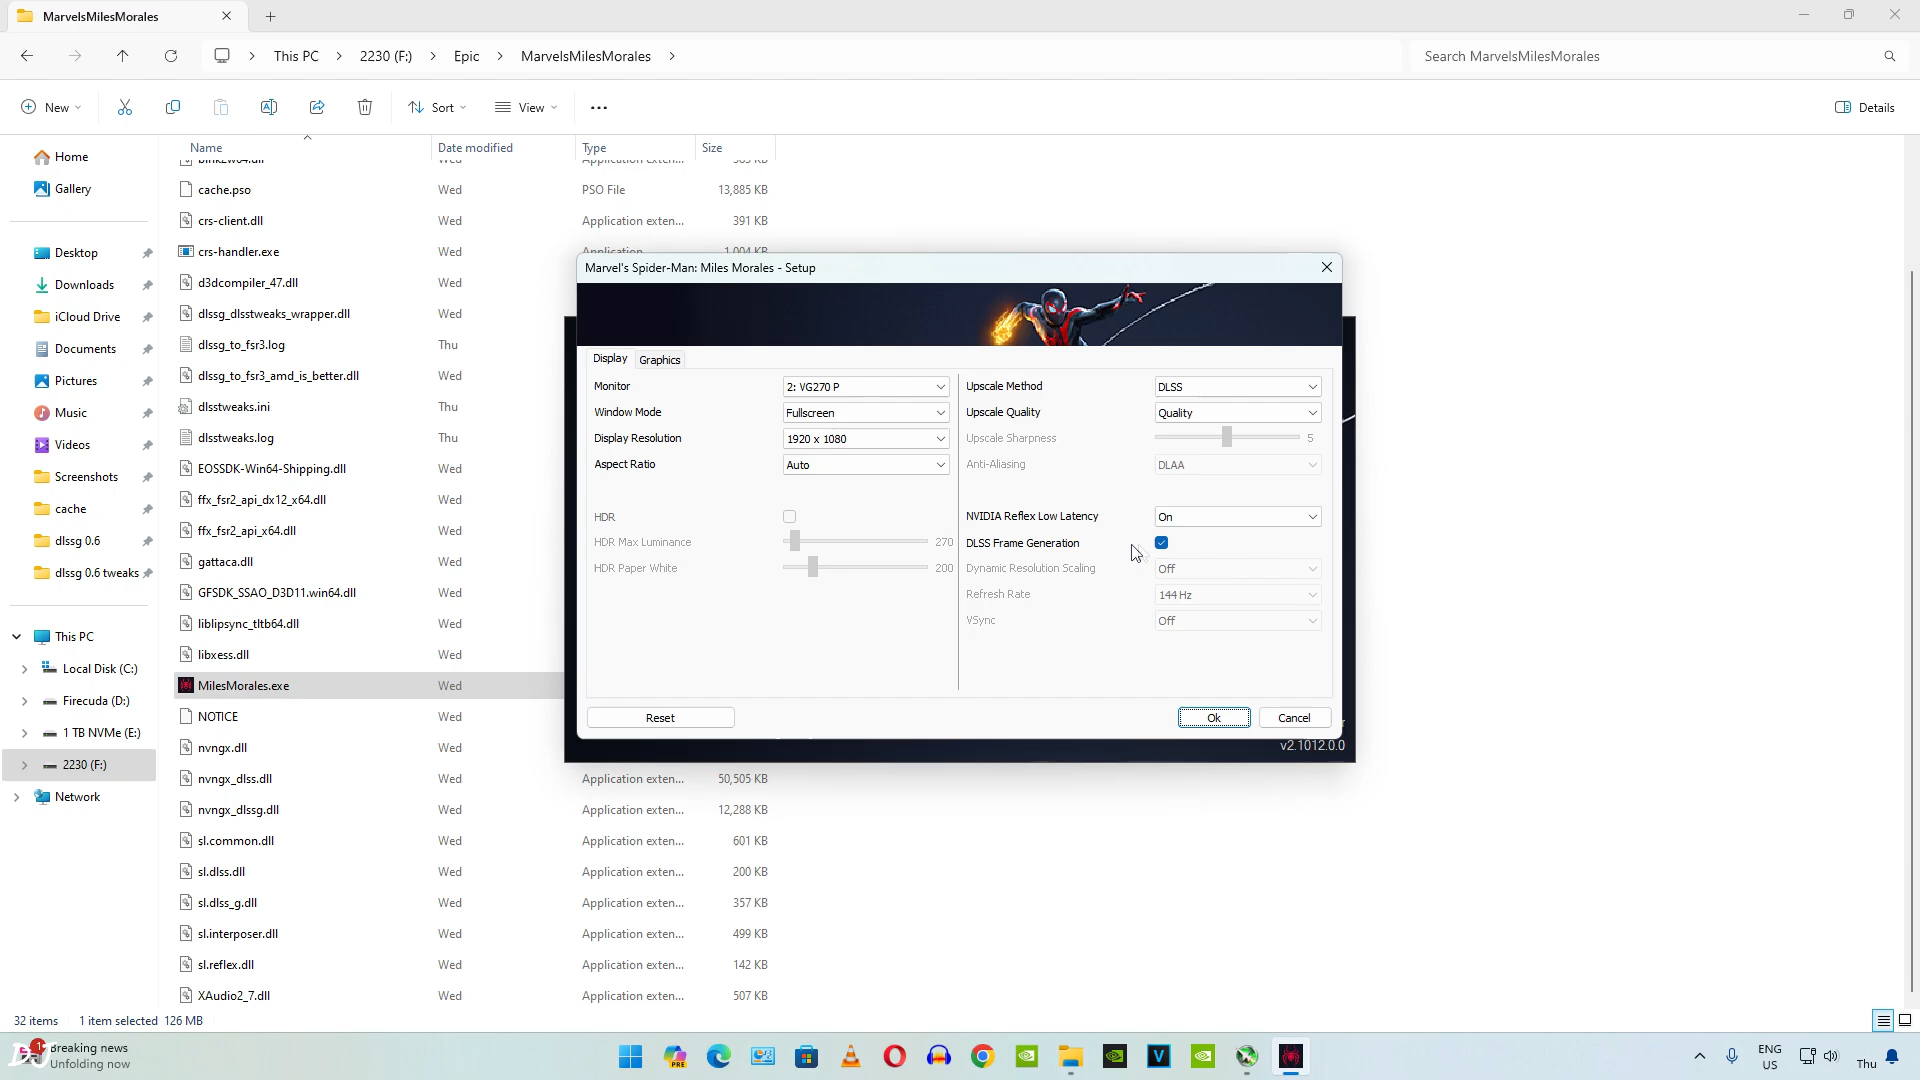 MarvelsMilesMorales
This PC
2230 (F:)
Epic
MarvelsMilesMorales
Search MarvelsMilesMorales
New
Sort
View
Details
Name
Date modified
Type
Size
Home
Gallery
Desktop
Downloads
iCloud Drive
Documents
Pictures
Music
Videos
Screenshots
cache
dlssg 0.6
dlssg 0.6 tweaks
This PC
Local Disk (C:)
Firecuda (D:)
1 TB NVMe (E:)
2230 (F:)
Network
cache.pso Wed PSO File 13,885 KB
crs-client.dll Wed Application exten... 391 KB
crs-handler.exe Wed Application 1,004 KB
d3dcompiler_47.dll Wed
dlssg_dlsstweaks_wrapper.dll Wed
dlssg_to_fsr3.log Thu
dlssg_to_fsr3_amd_is_better.dll Wed
dlsstweaks.ini Thu
dlsstweaks.log Thu
EOSSDK-Win64-Shipping.dll Wed
ffx_fsr2_api_dx12_x64.dll Wed
ffx_fsr2_api_x64.dll Wed
gattaca.dll Wed
GFSDK_SSAO_D3D11.win64.dll Wed
liblipsync_tltb64.dll Wed
libxess.dll Wed
MilesMorales.exe Wed
NOTICE Wed
nvngx.dll Wed
nvngx_dlss.dll Wed Application exten... 50,505 KB
nvngx_dlssg.dll Wed Application exten... 12,288 KB
sl.common.dll Wed Application exten... 601 KB
sl.dlss.dll Wed Application exten... 200 KB
sl.dlss_g.dll Wed Application exten... 357 KB
sl.interposer.dll Wed Application exten... 499 KB
sl.reflex.dll Wed Application exten... 142 KB
XAudio2_7.dll Wed Application exten... 507 KB
Marvel's Spider-Man: Miles Morales - Setup
Display Graphics
Monitor 2: VG270 P
Window Mode Fullscreen
Display Resolution 1920 x 1080
Aspect Ratio Auto
HDR
HDR Max Luminance 270
HDR Paper White 200
Upscale Method DLSS
Upscale Quality Quality
Upscale Sharpness 5
Anti-Aliasing DLAA
NVIDIA Reflex Low Latency On
DLSS Frame Generation
Dynamic Resolution Scaling Off
Refresh Rate 144 Hz
VSync Off
Reset
Ok
Cancel
v2.1012.0.0
32 items 1 item selected 126 MB
1
Breaking news
Unfolding now
PRE
V
ENG
US
Thu